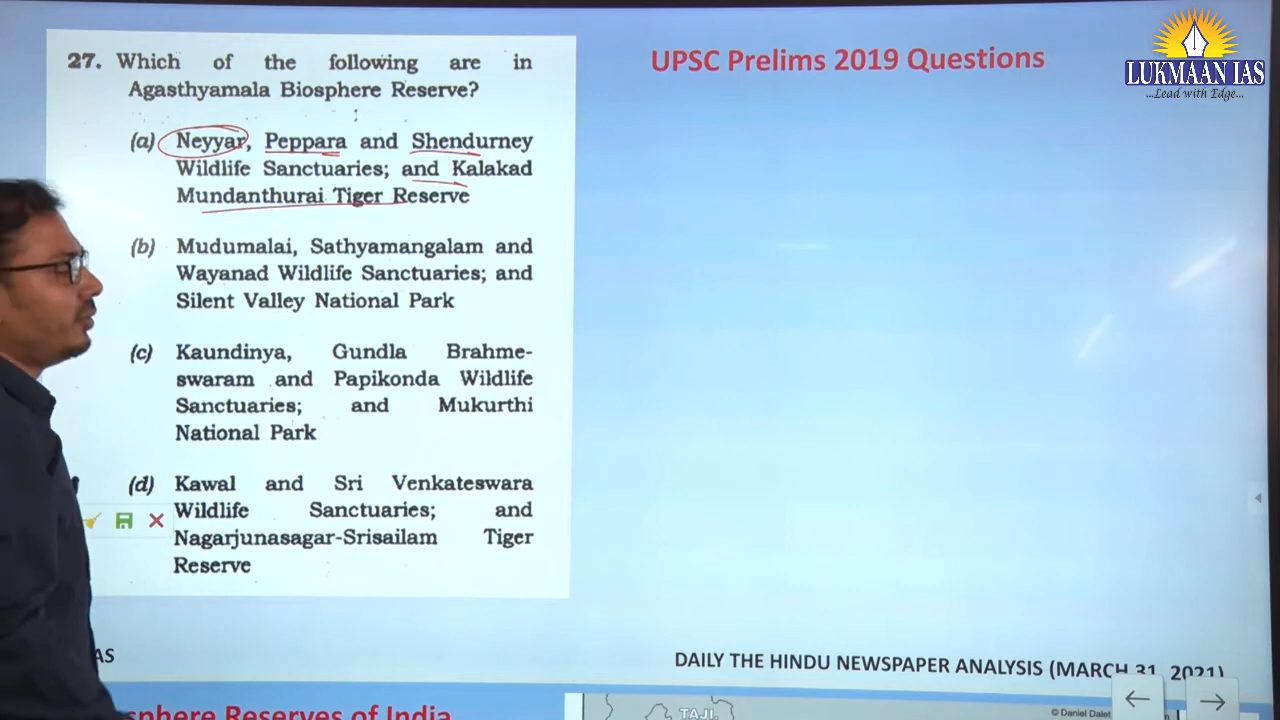 UPSC Prelims 2019 Questions
LUKMAAN IAS
...Lead with Edge...
27. Which of the following are in
Agasthyamala Biosphere Reserve?
(a) Neyyar, Peppara and Shendurney
Wildlife Sanctuaries; and Kalakad
Mundanthurai Tiger Reserve
(b) Mudumalai, Sathyamangalam and
Wayanad Wildlife Sanctuaries; and
Silent Valley National Park
(c) Kaundinya, Gundla Brahme-
swaram and Papikonda Wildlife
Sanctuaries; and Mukurthi
National Park
(d) Kawal and Sri Venkateswara
Wildlife Sanctuaries; and
Nagarjunasagar-Srisailam Tiger
Reserve
AS
DAILY THE HINDU NEWSPAPER ANALYSIS (MARCH 31, 2021)
sphere Reserves of India
TAJI.
© Daniel Dalet